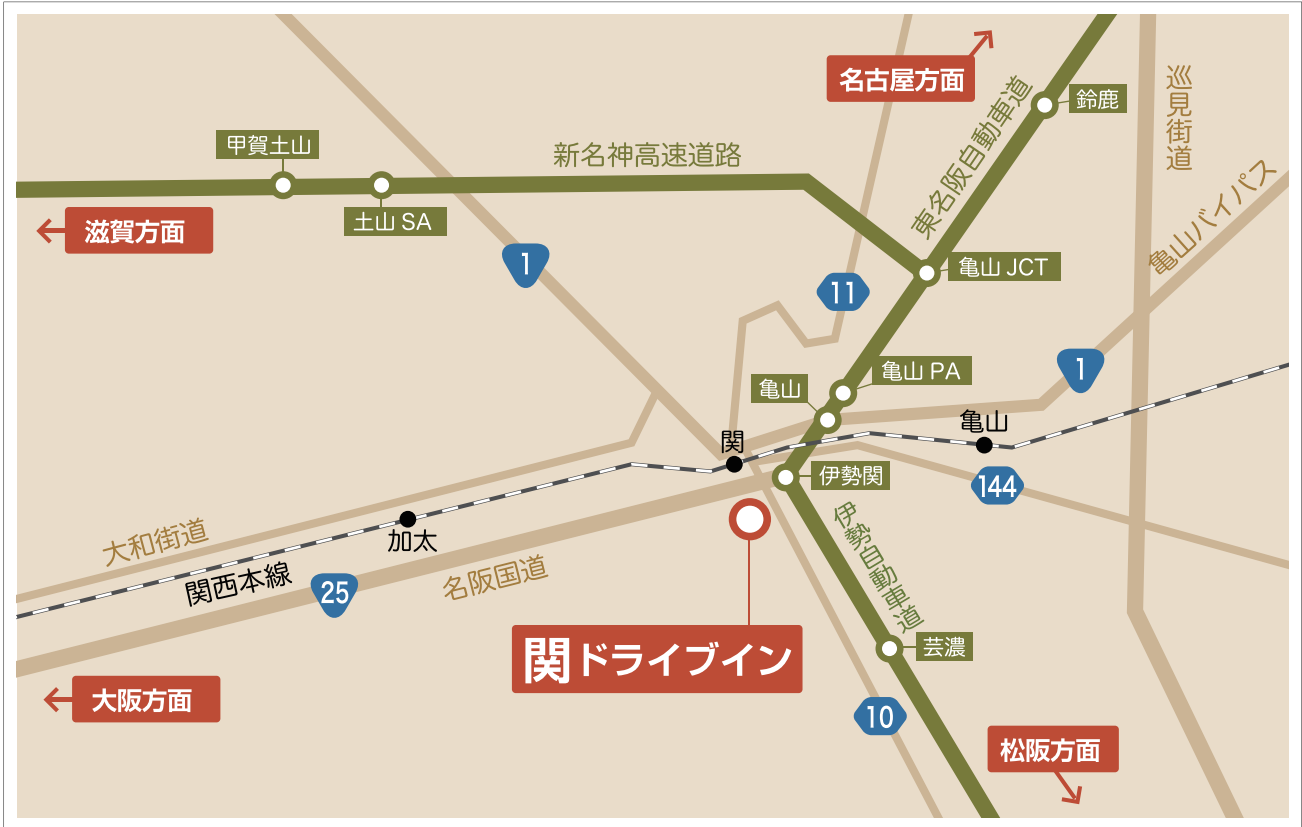 名古屋方面
巡見街道
鈴鹿
甲賀土山
新名神高速道路
東名阪自動車道
土山 SA
滋賀方面
亀山バイパス
1
亀山 JCT
11
亀山 PA
1
亀山
亀山
関
伊勢関
144
加太
大和街道
関西本線
25
名阪国道
伊勢自動車道
関ドライブイン
芸濃
大阪方面
10
松阪方面